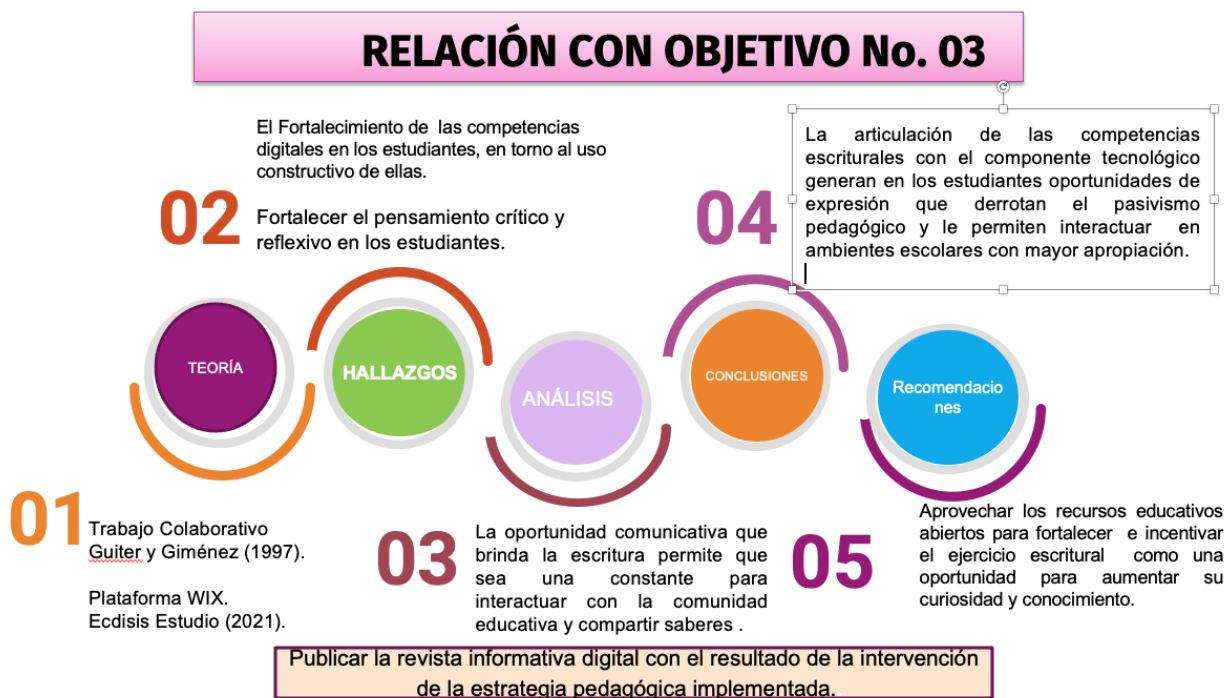 RELACIÓN CON OBJETIVO No. 03
01
TEORÍA
Trabajo Colaborativo
Guiter y Giménez (1997).
Plataforma WIX.
Ecdisis Estudio (2021).
02
El Fortalecimiento de las competencias
digitales en los estudiantes, en torno al uso
constructivo de ellas.
Fortalecer el pensamiento crítico y
reflexivo en los estudiantes.
HALLAZGOS
03
ANÁLISIS
La oportunidad comunicativa que
brinda la escritura permite que
sea una constante para
interactuar con la comunidad
educativa y compartir saberes .
04
La articulación de las competencias
escriturales con el componente tecnológico
generan en los estudiantes oportunidades de
expresión que derrotan el pasivismo
pedagógico y le permiten interactuar en
ambientes escolares con mayor apropiación.
CONCLUSIONES
05
Recomendacio
nes
Aprovechar los recursos educativos
abiertos para fortalecer e incentivar
el ejercicio escritural como una
oportunidad para aumentar su
curiosidad y conocimiento.
Publicar la revista informativa digital con el resultado de la intervención
de la estrategia pedagógica implementada.